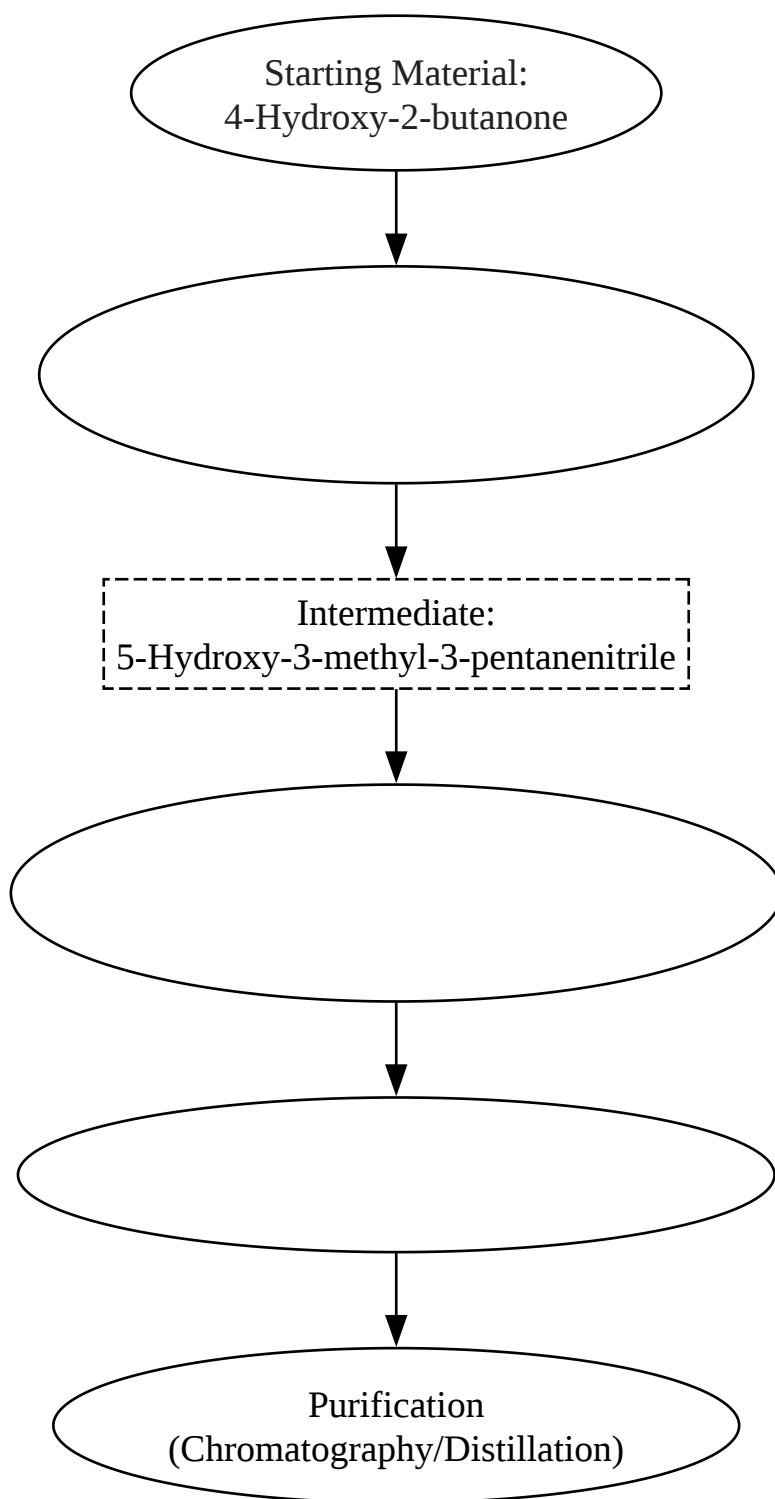 Starting Material:
4-Hydroxy-2-butanone
Intermediate:
5-Hydroxy-3-methyl-3-pentanenitrile
Purification
(Chromatography/Distillation)